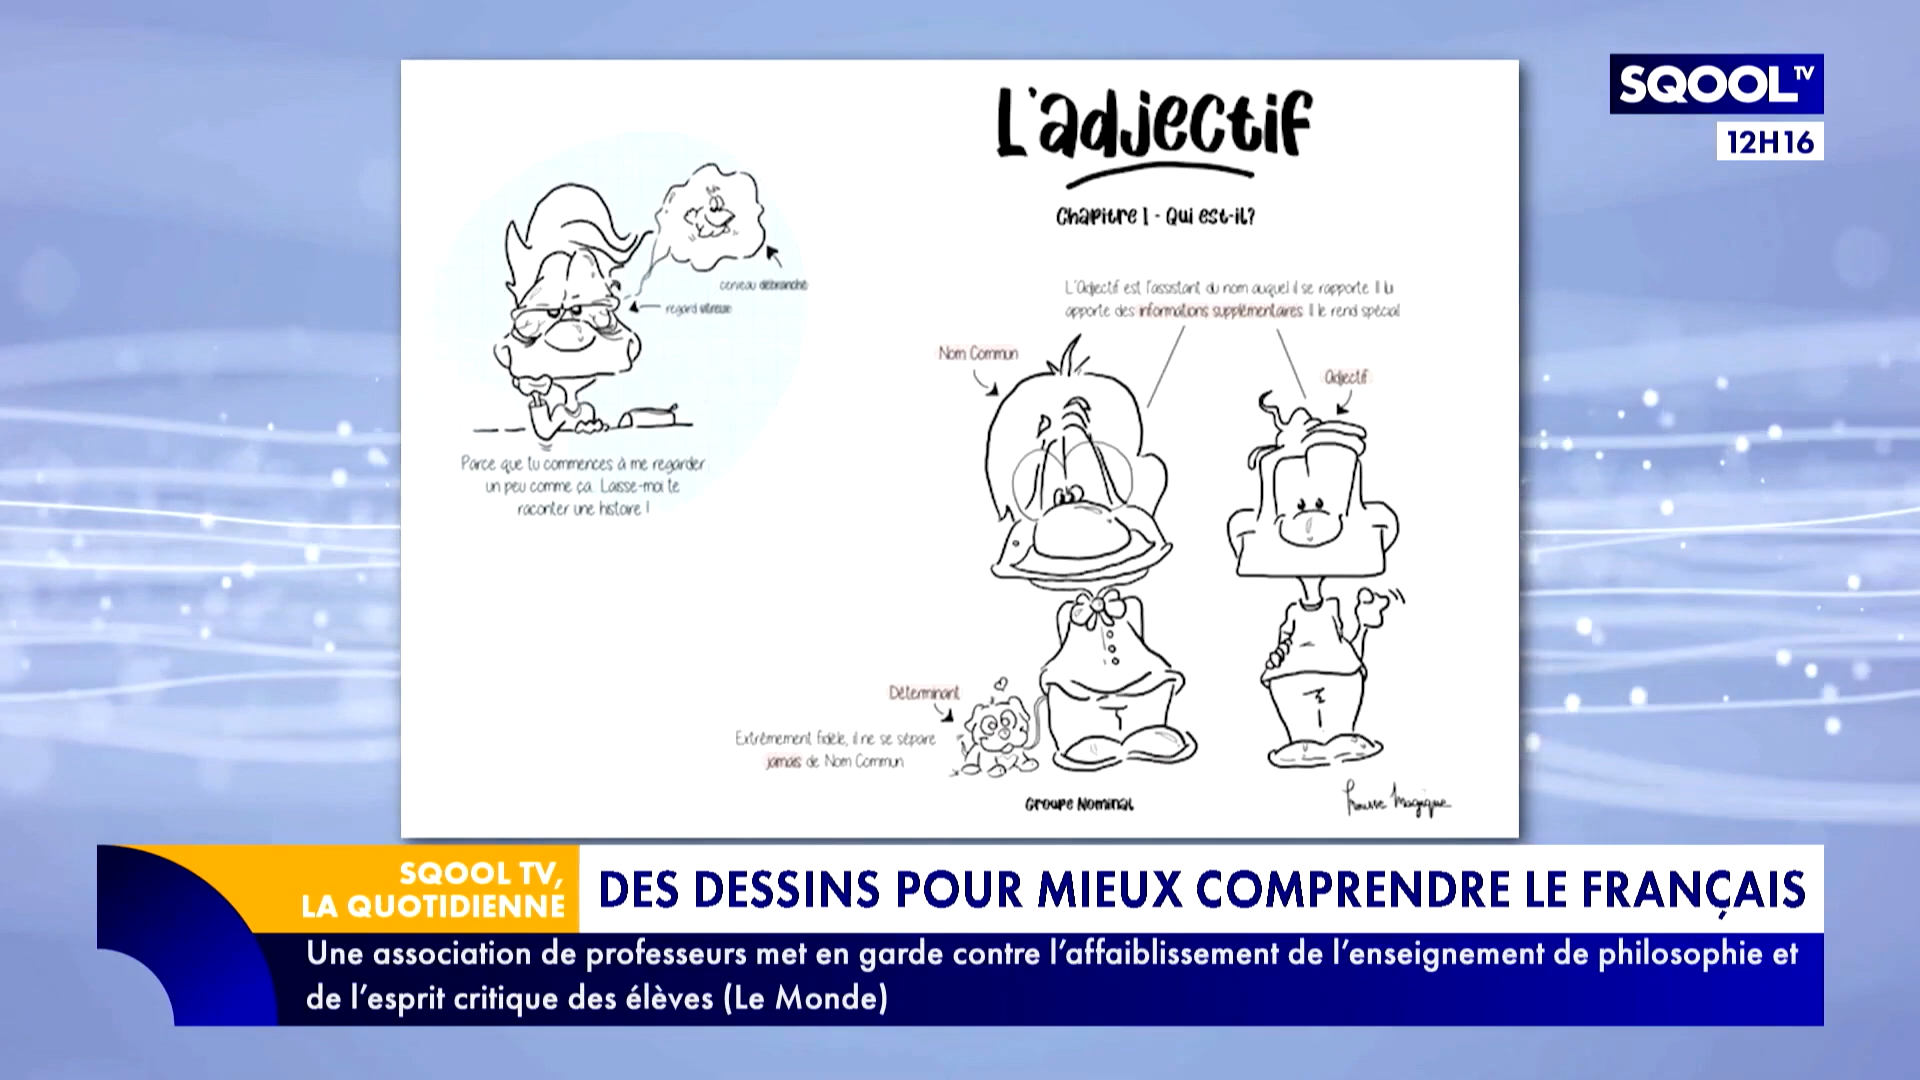 SQOOL TV
12H16
L'adjectif
Chapitre 1 - Qui est-il?
cerveau débranché
regard vitreux
Parce que tu commences à me regarder
un peu comme ça. Laisse-moi te
raconter une histoire !
L'Adjectif est l'assistant du nom auquel il se rapporte. Il lui
apporte des informations supplémentaires. Il le rend spécial
Nom Commun
Adjectif
Déterminant
Extrêmement fidèle, il ne se sépare
jamais de Nom Commun
Groupe Nominal
Trousse Magique
SQOOL TV,
LA QUOTIDIENNE
DES DESSINS POUR MIEUX COMPRENDRE LE FRANÇAIS
Une association de professeurs met en garde contre l'affaiblissement de l'enseignement de philosophie et
de l'esprit critique des élèves (Le Monde)